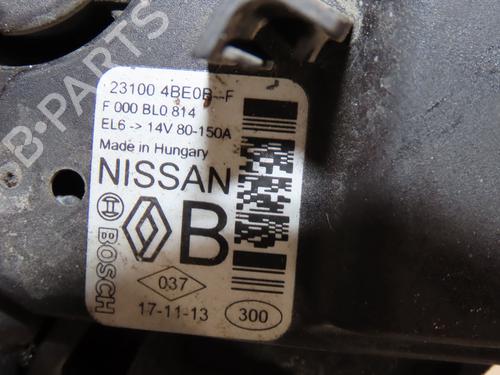 B-PARTS
23100 4BE0B--F
F 000 BL0 814
EL6 -> 14V 80-150A
Made in Hungary
NISSAN
BOSCH
B
037
17-11-13
300